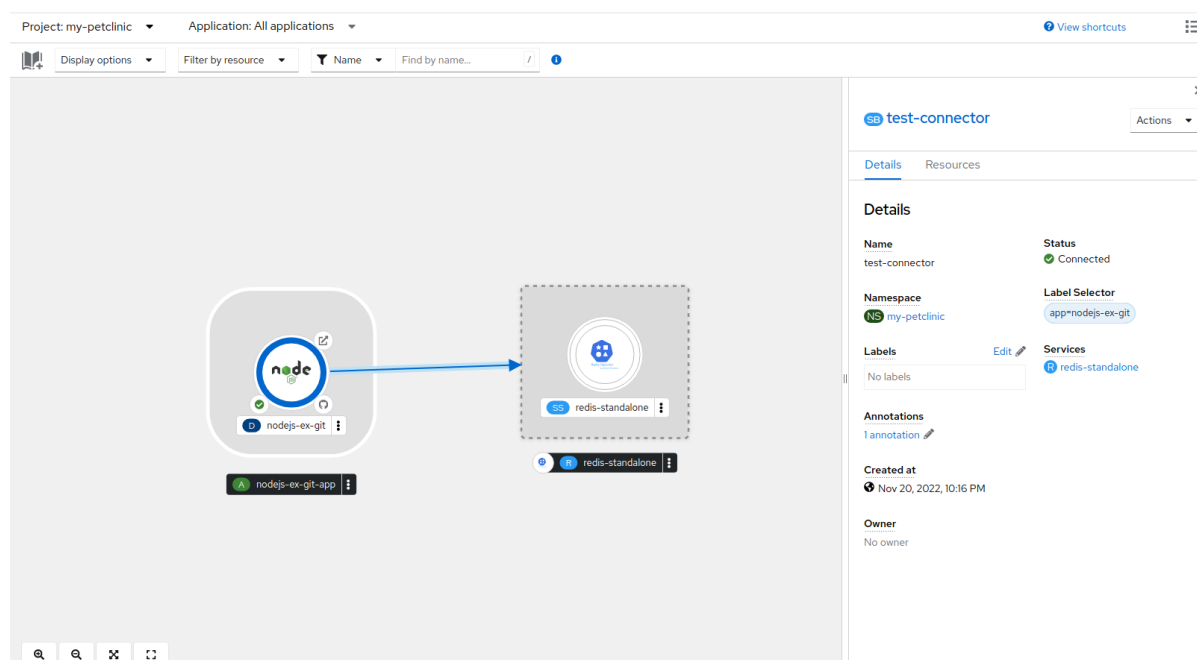 Project: my-petclinic Application: All applications View shortcuts
Display options Filter by resource Name Find by name... /
SB test-connector
Actions
Details Resources
Details
Name Status
test-connector Connected
Namespace Label Selector
NS my-petclinic app=nodejs-ex-git
Labels Edit Services
No labels R redis-standalone
Annotations
1 annotation
Created at
Nov 20, 2022, 10:16 PM
Owner
No owner
node
JS
D nodejs-ex-git
A nodejs-ex-git-app
SS redis-standalone
R redis-standalone